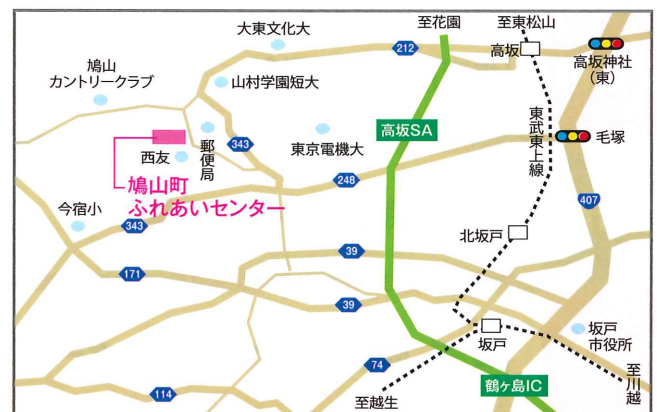 至花園
至東松山
大東文化大
212
高坂
高坂神社
（東）
鳩山
カントリークラブ
山村学園短大
高坂SA
東武東上線
毛塚
343
郵便局
東京電機大
西友
鳩山町
ふれあいセンター
248
407
今宿小
343
北坂戸
39
171
39
坂戸
坂戸
市役所
74
114
至越生
鶴ヶ島IC
至川越